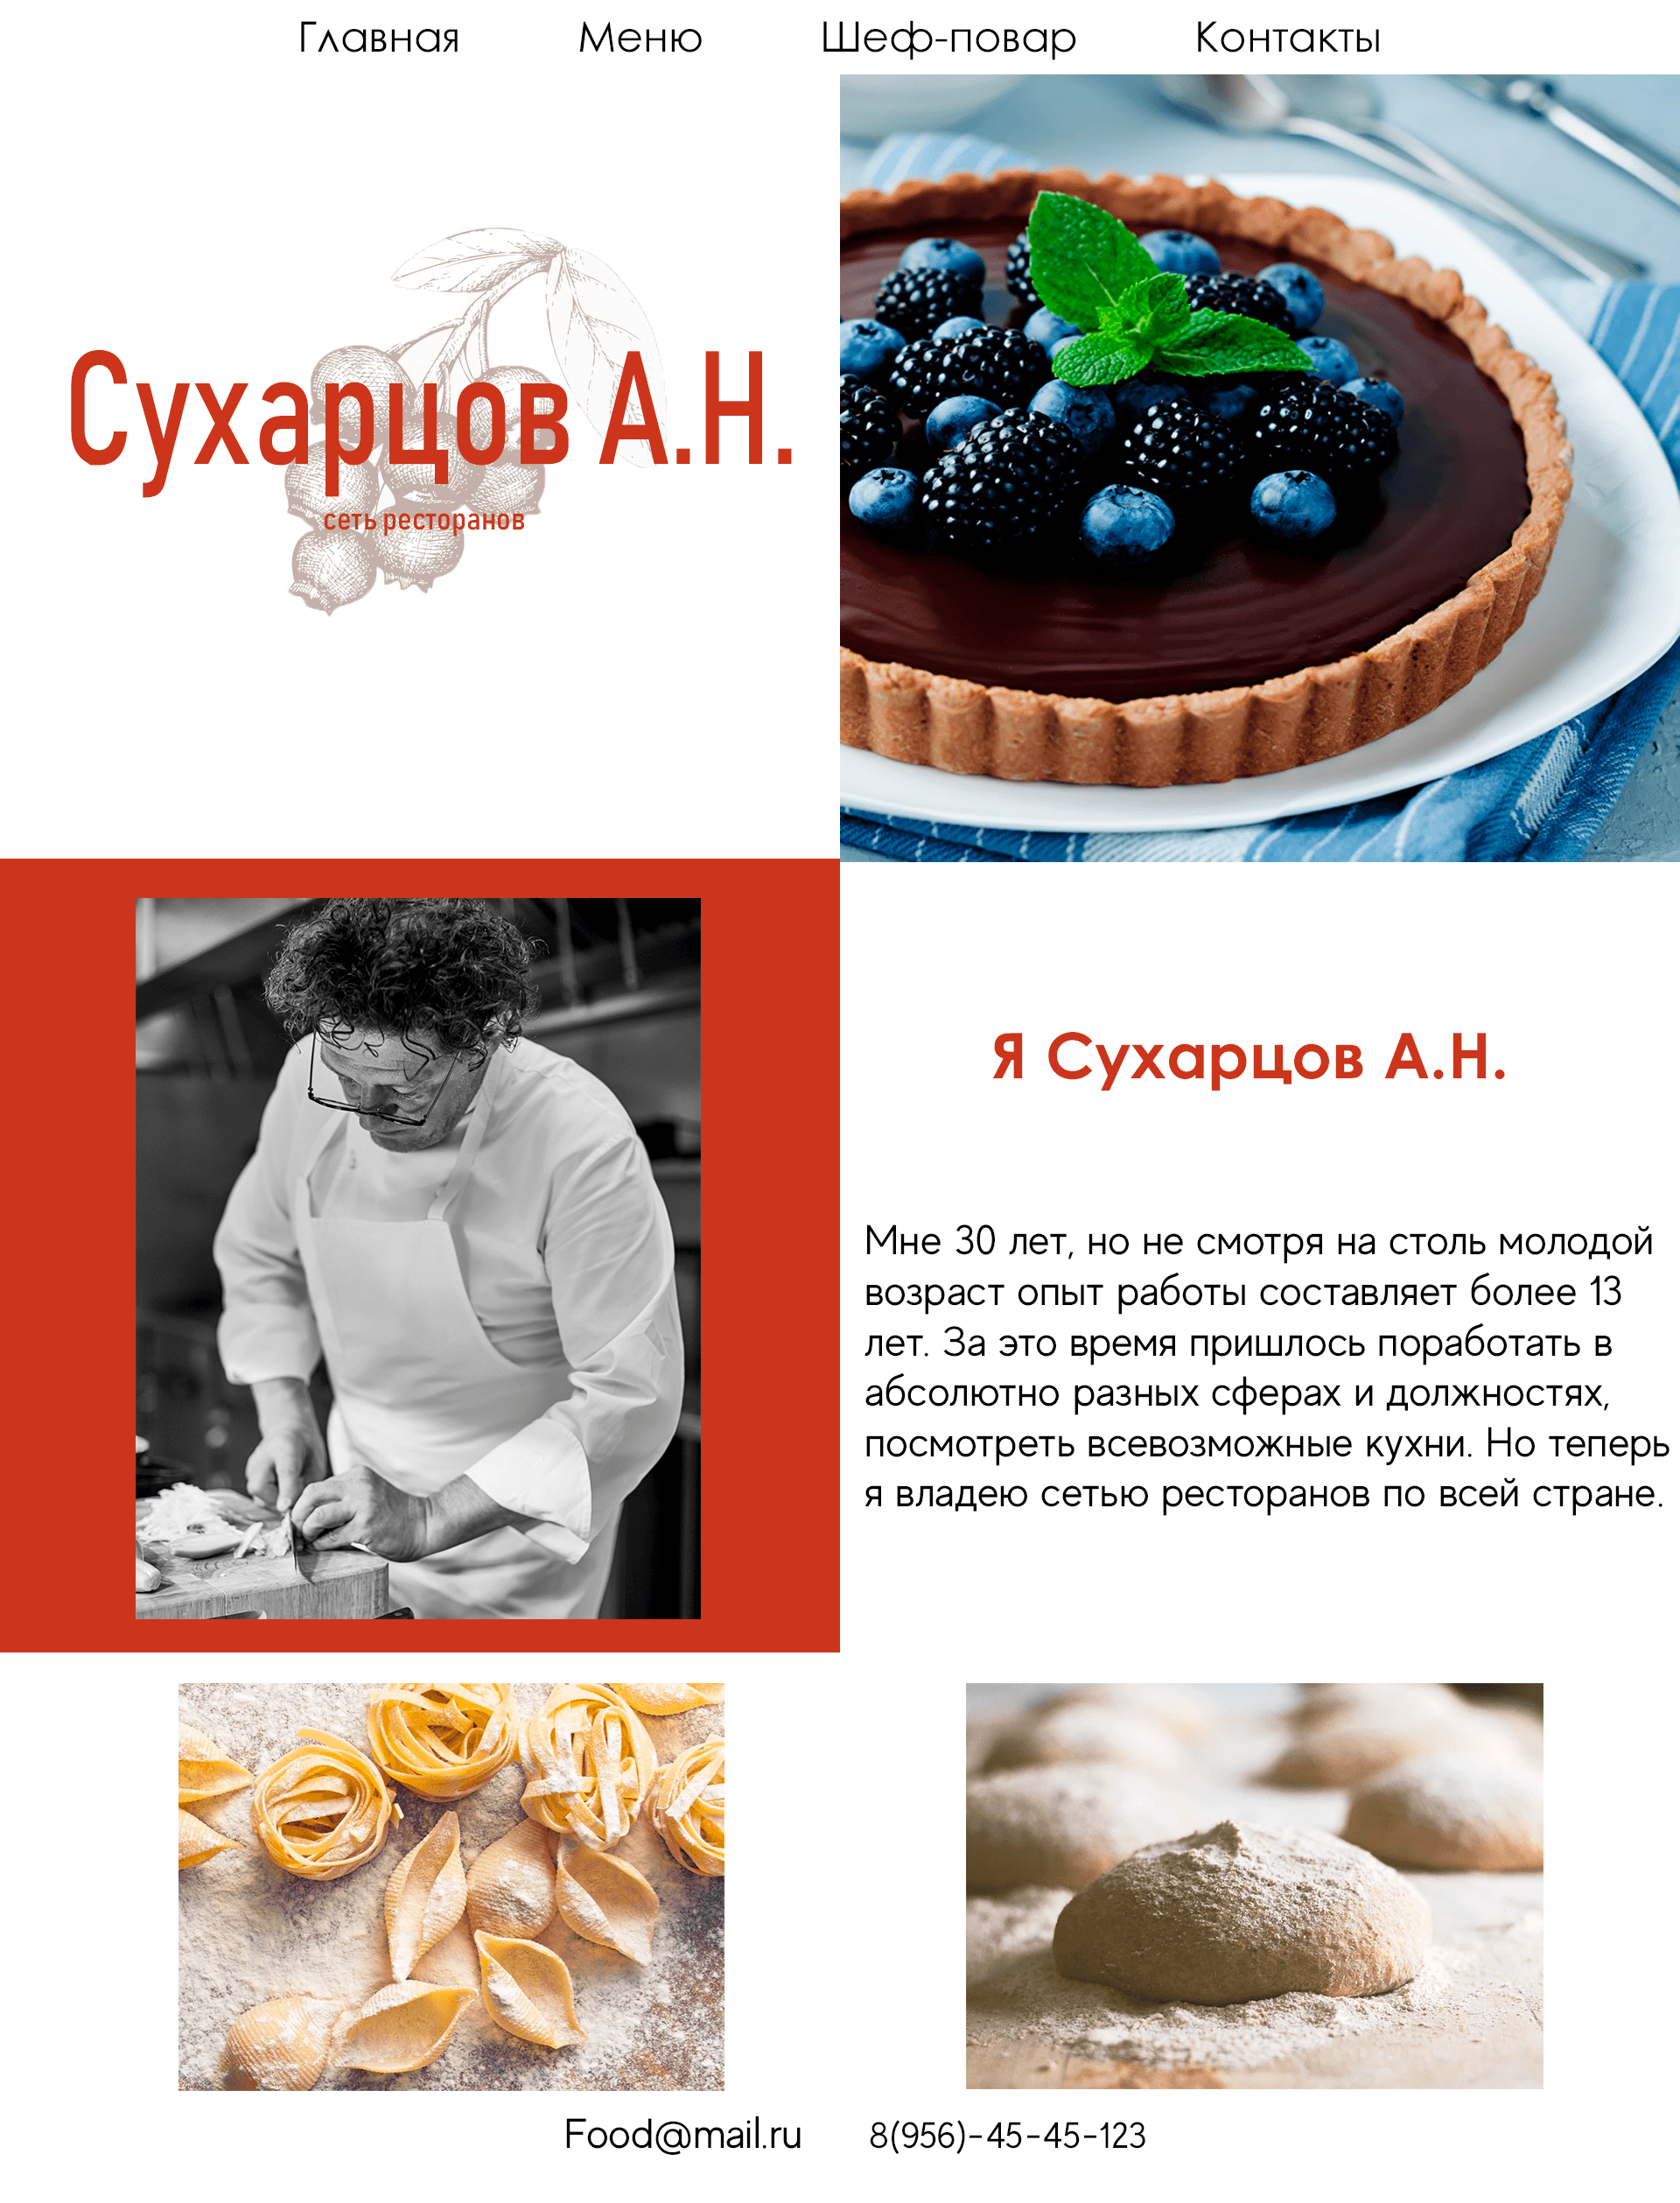 Главная Меню Шеф-повар Контакты
Сухарцов А.Н.
сеть ресторанов
Я Сухарцов А.Н.
Мне 30 лет, но не смотря на столь молодой
возраст опыт работы составляет более 13
лет. За это время пришлось поработать в
абсолютно разных сферах и должностях,
посмотреть всевозможные кухни. Но теперь
я владею сетью ресторанов по всей стране.
Food@mail.ru 8(956)-45-45-123